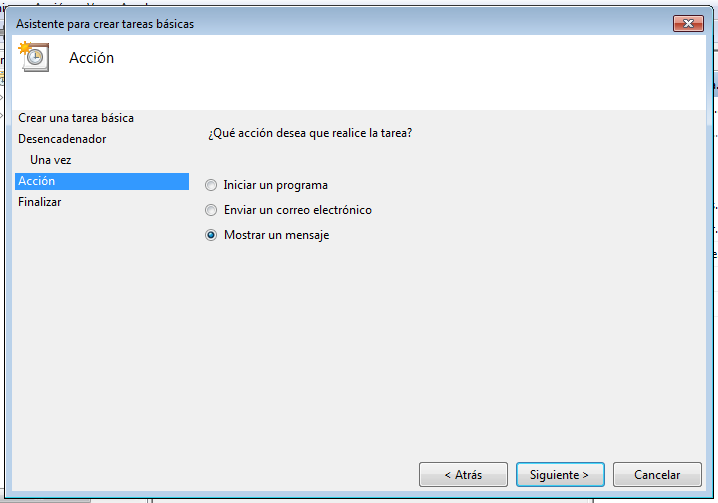 Asistente para crear tareas básicas
Acción
Crear una tarea básica
Desencadenador
Una vez
Acción
Finalizar
¿Qué acción desea que realice la tarea?
Iniciar un programa
Enviar un correo electrónico
Mostrar un mensaje
< Atrás
Siguiente >
Cancelar